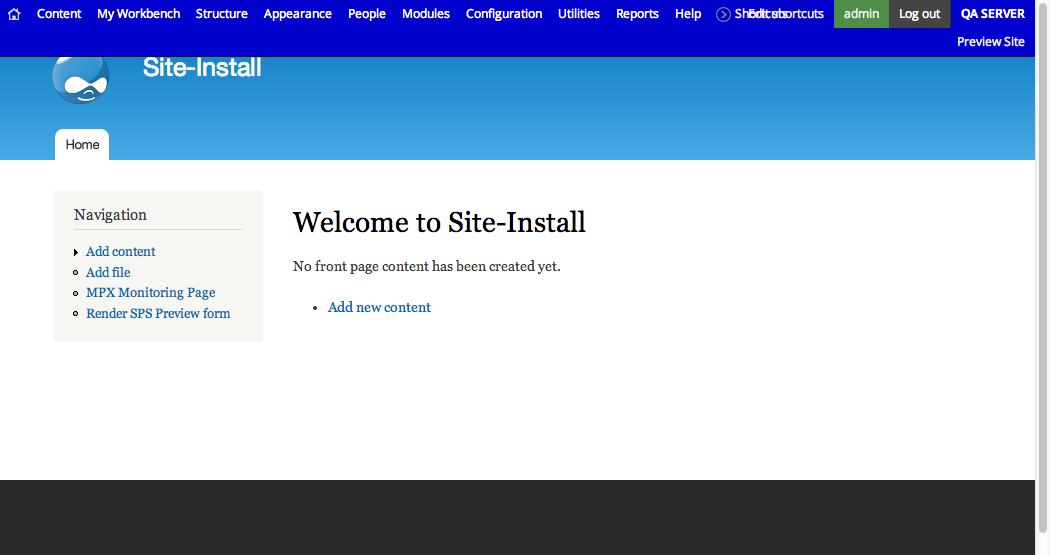 Content My Workbench Structure Appearance People Modules Configuration Utilities Reports Help Shortcuts Edit shortcuts admin Log out QA SERVER
Preview Site
Site-Install
Home
Navigation
Add content
Add file
MPX Monitoring Page
Render SPS Preview form
Welcome to Site-Install
No front page content has been created yet.
Add new content